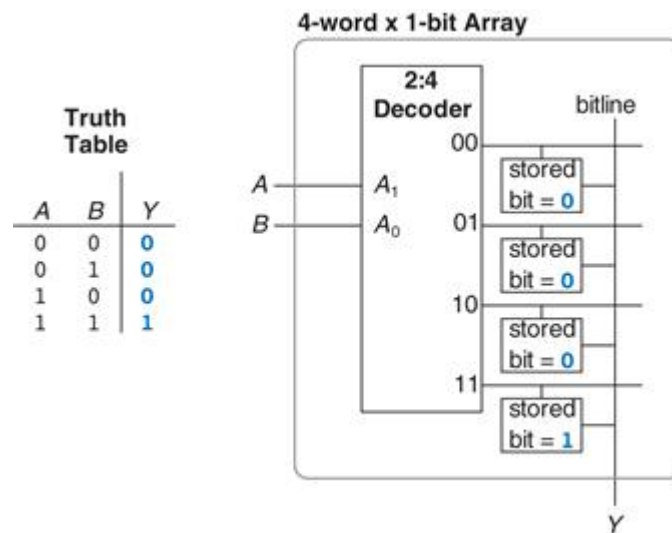 4-word x 1-bit Array
Truth
Table
A B Y
0 0 0
0 1 0
1 0 0
1 1 1
2:4
Decoder
bitline
A A1
B A0
00
stored
bit = 0
01
stored
bit = 0
10
stored
bit = 0
11
stored
bit = 1
Y